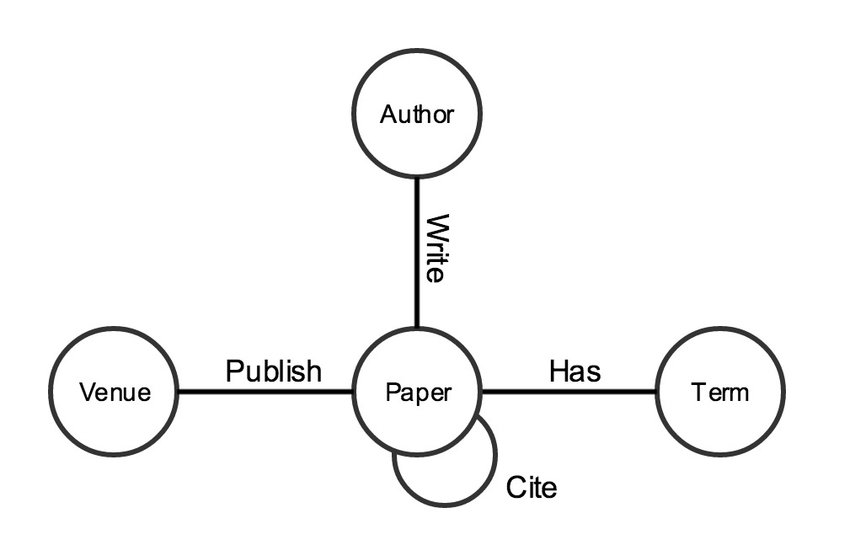 Author
Write
Venue
Publish
Paper
Has
Term
Cite